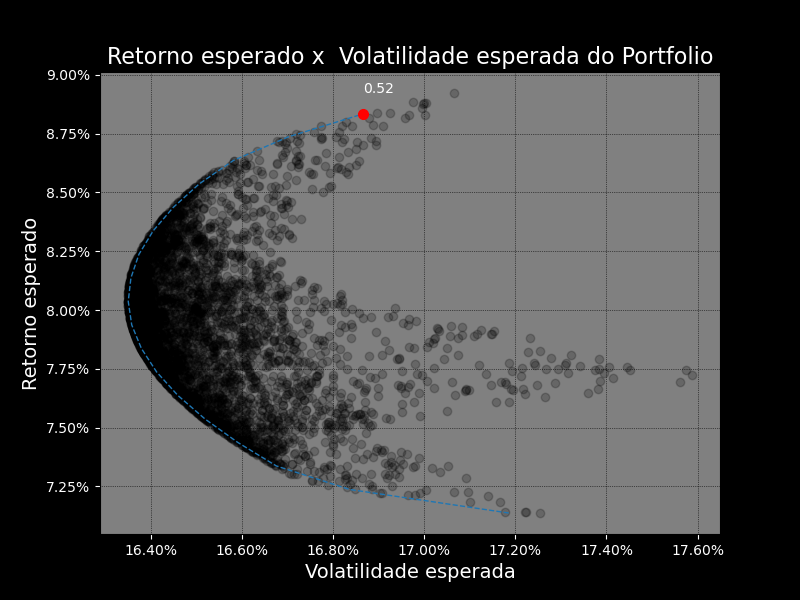 Retorno esperado x  Volatilidade esperada do Portfolio
0.52
9.00%
8.75%
8.50%
8.25%
8.00%
7.75%
7.50%
7.25%
Retorno esperado
16.40% 16.60% 16.80% 17.00% 17.20% 17.40% 17.60%
Volatilidade esperada